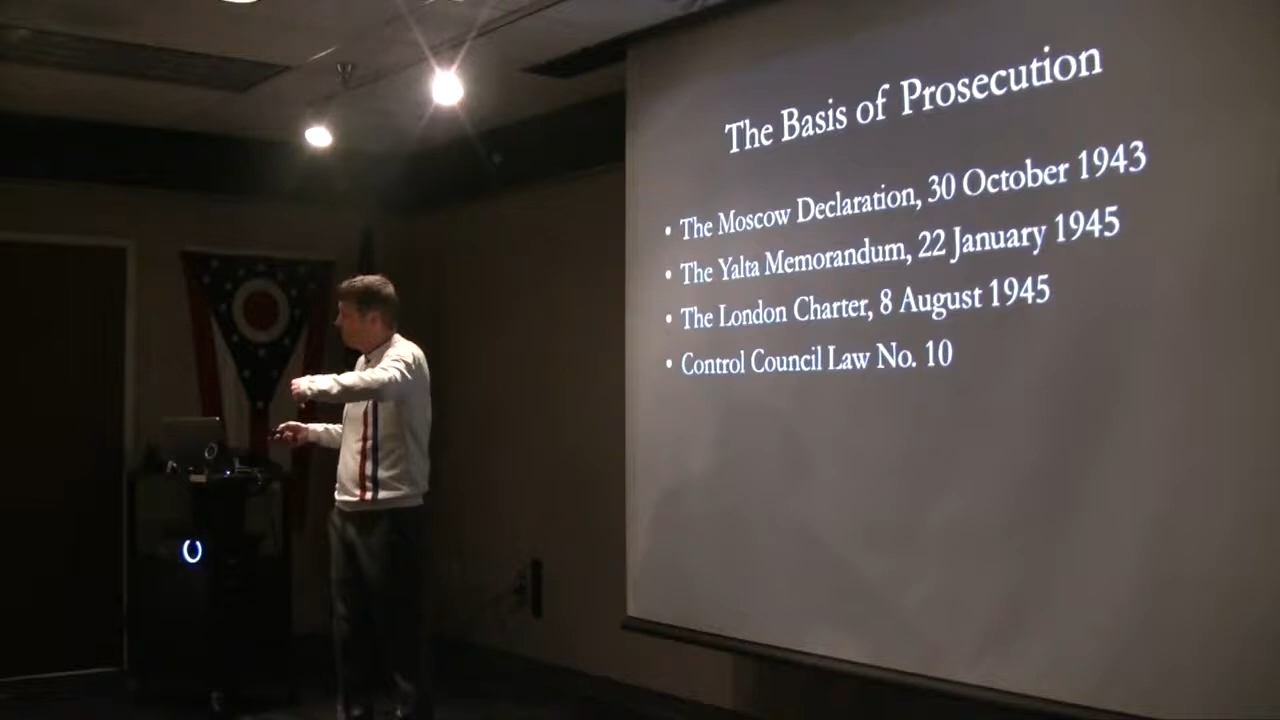 The Basis of Prosecution
• The Moscow Declaration, 30 October 1943
• The Yalta Memorandum, 22 January 1945
• The London Charter, 8 August 1945
• Control Council Law No. 10